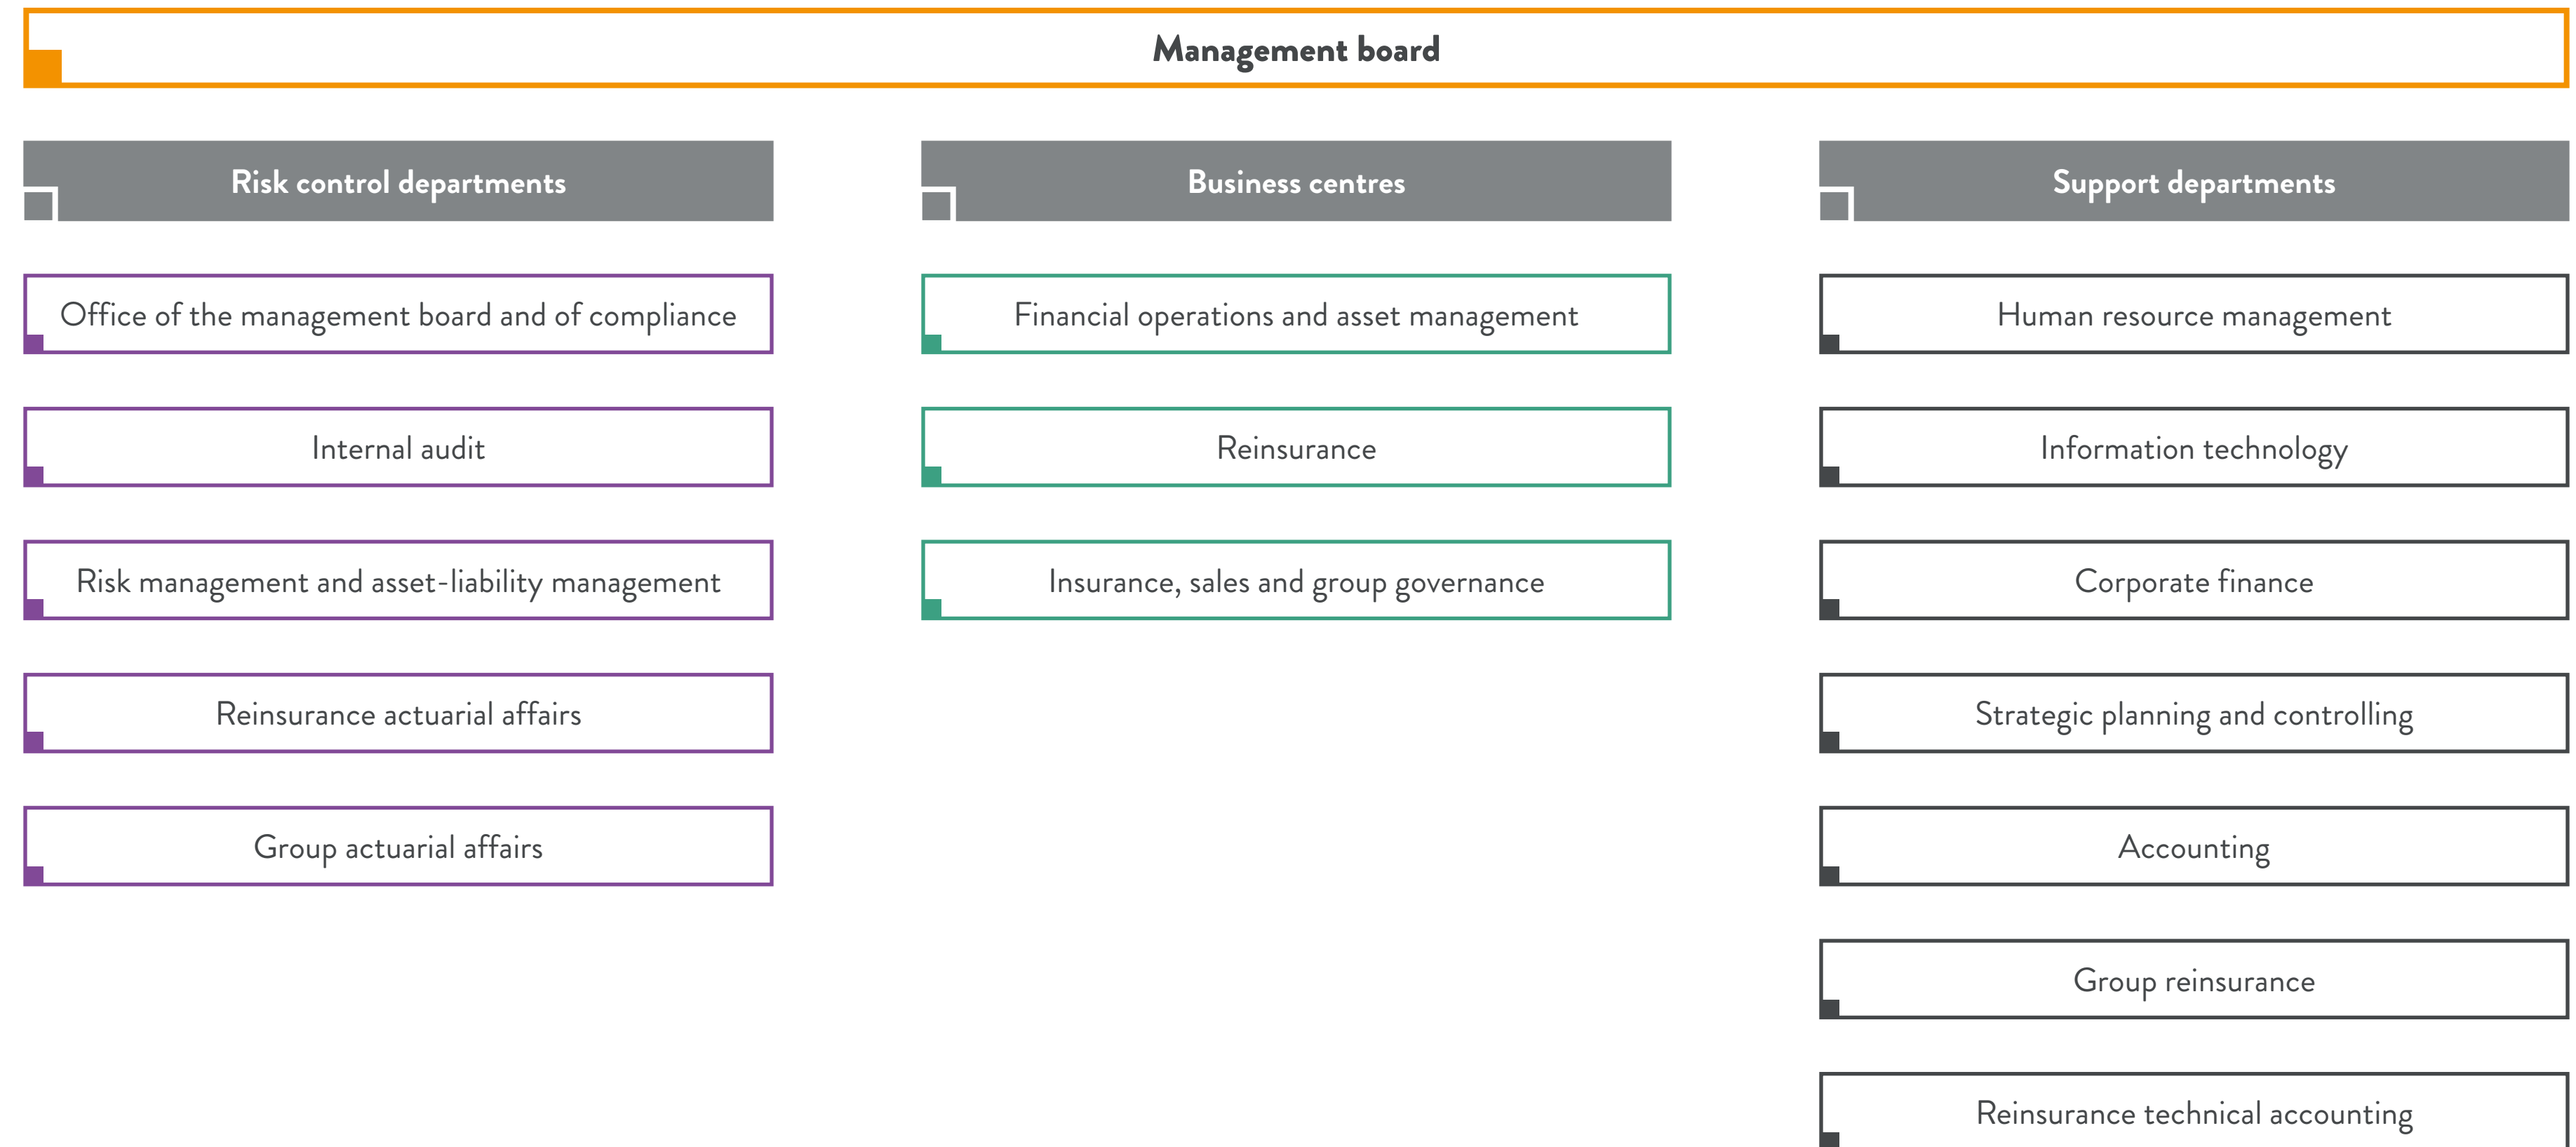 Management board
Risk control departments
Business centres
Support departments
Office of the management board and of compliance
Financial operations and asset management
Human resource management
Internal audit
Reinsurance
Information technology
Risk management and asset-liability management
Insurance, sales and group governance
Corporate finance
Reinsurance actuarial affairs
Strategic planning and controlling
Group actuarial affairs
Accounting
Group reinsurance
Reinsurance technical accounting